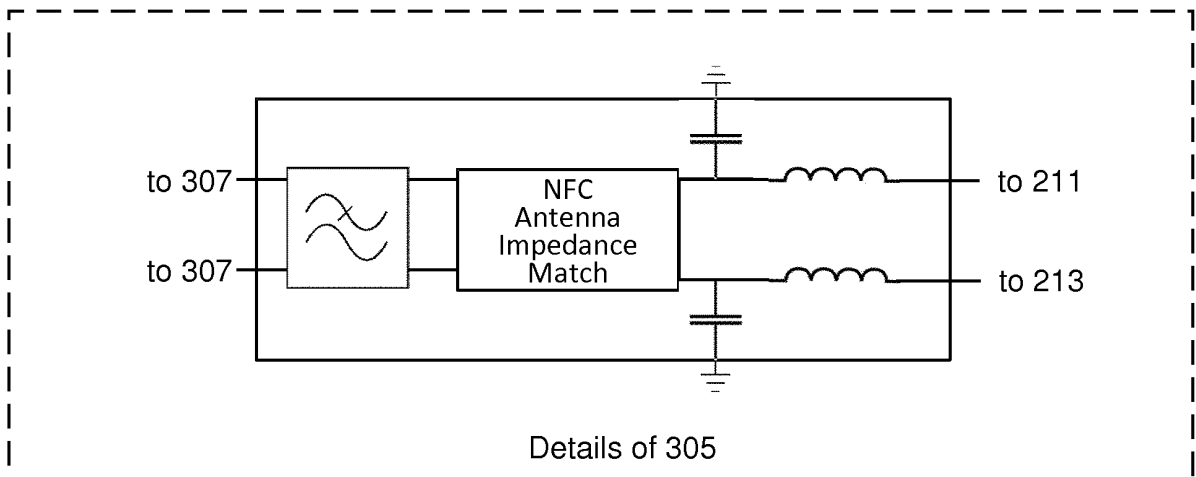 to 307
NFC
Antenna
Impedance
Match
to 211
to 307
to 213
Details of 305